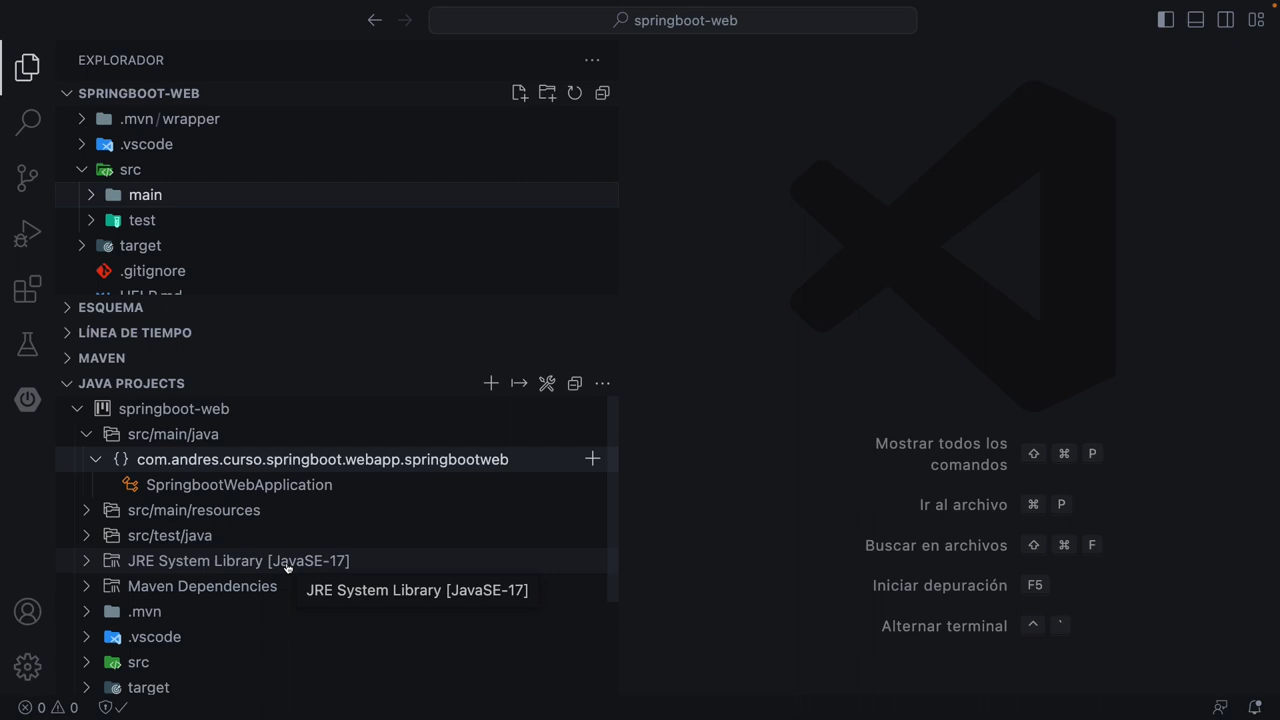 springboot-web
EXPLORADOR
SPRINGBOOT-WEB
.mvn/wrapper
.vscode
src
main
test
target
.gitignore
HELP.md
ESQUEMA
LÍNEA DE TIEMPO
MAVEN
JAVA PROJECTS
springboot-web
src/main/java
{} com.andres.curso.springboot.webapp.springbootweb
SpringbootWebApplication
src/main/resources
src/test/java
JRE System Library [JavaSE-17]
JRE System Library [JavaSE-17]
Maven Dependencies
.mvn
.vscode
src
target
0 0
Mostrar todos los
comandos ⇧ ⌘ P
Ir al archivo ⌘ P
Buscar en archivos ⇧ ⌘ F
Iniciar depuración F5
Alternar terminal ^ `